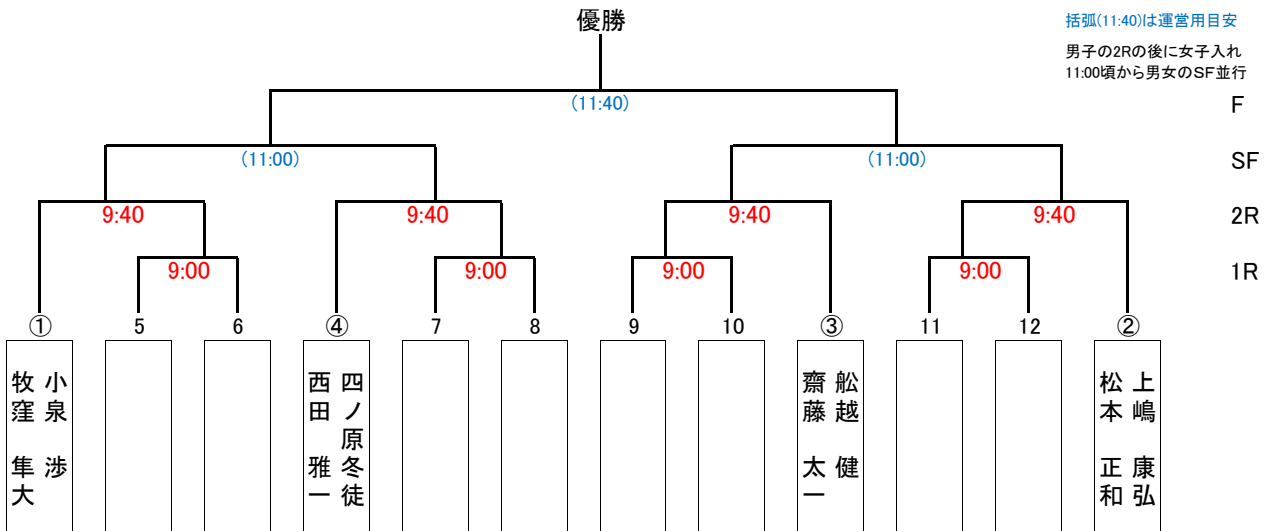 優勝
括弧(11:40)は運営用目安
男子の2Rの後に女子入れ
11:00頃から男女のSF並行
(11:40)
F
(11:00)
(11:00)
SF
9:40
9:40
9:40
9:40
2R
9:00
9:00
9:00
9:00
1R
①
5
6
④
7
8
9
10
③
11
12
②
小泉 渉
牧窪 隼大
四ノ原冬徒
西田 雅一
舩越 健
齋藤 太一
上嶋 康弘
松本 正和